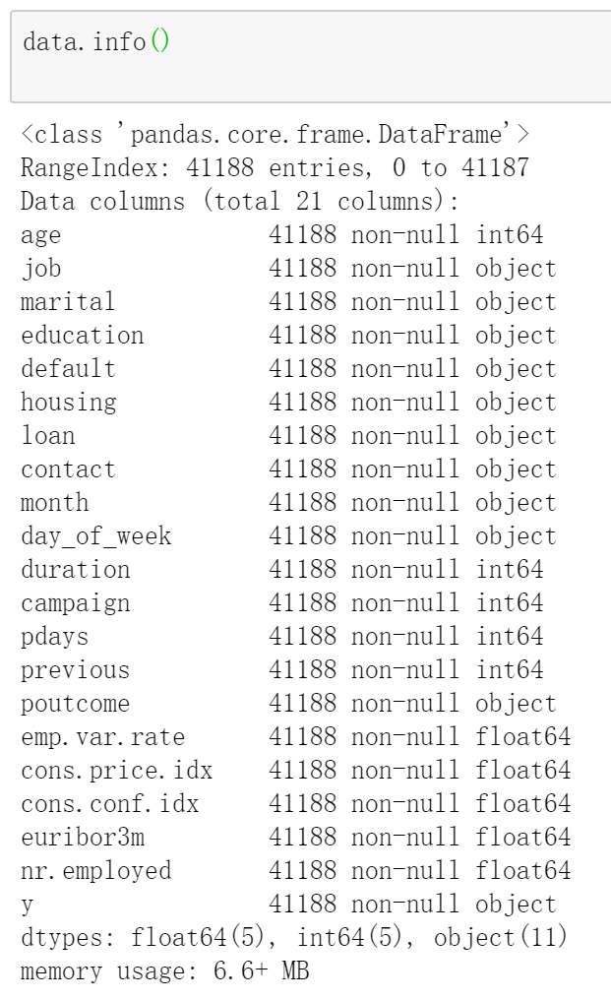 data.info()
<class 'pandas.core.frame.DataFrame'>
RangeIndex: 41188 entries, 0 to 41187
Data columns (total 21 columns):
age 41188 non-null int64
job 41188 non-null object
marital 41188 non-null object
education 41188 non-null object
default 41188 non-null object
housing 41188 non-null object
loan 41188 non-null object
contact 41188 non-null object
month 41188 non-null object
day_of_week 41188 non-null object
duration 41188 non-null int64
campaign 41188 non-null int64
pdays 41188 non-null int64
previous 41188 non-null int64
poutcome 41188 non-null object
emp.var.rate 41188 non-null float64
cons.price.idx 41188 non-null float64
cons.conf.idx 41188 non-null float64
euribor3m 41188 non-null float64
nr.employed 41188 non-null float64
y 41188 non-null object
dtypes: float64(5), int64(5), object(11)
memory usage: 6.6+ MB